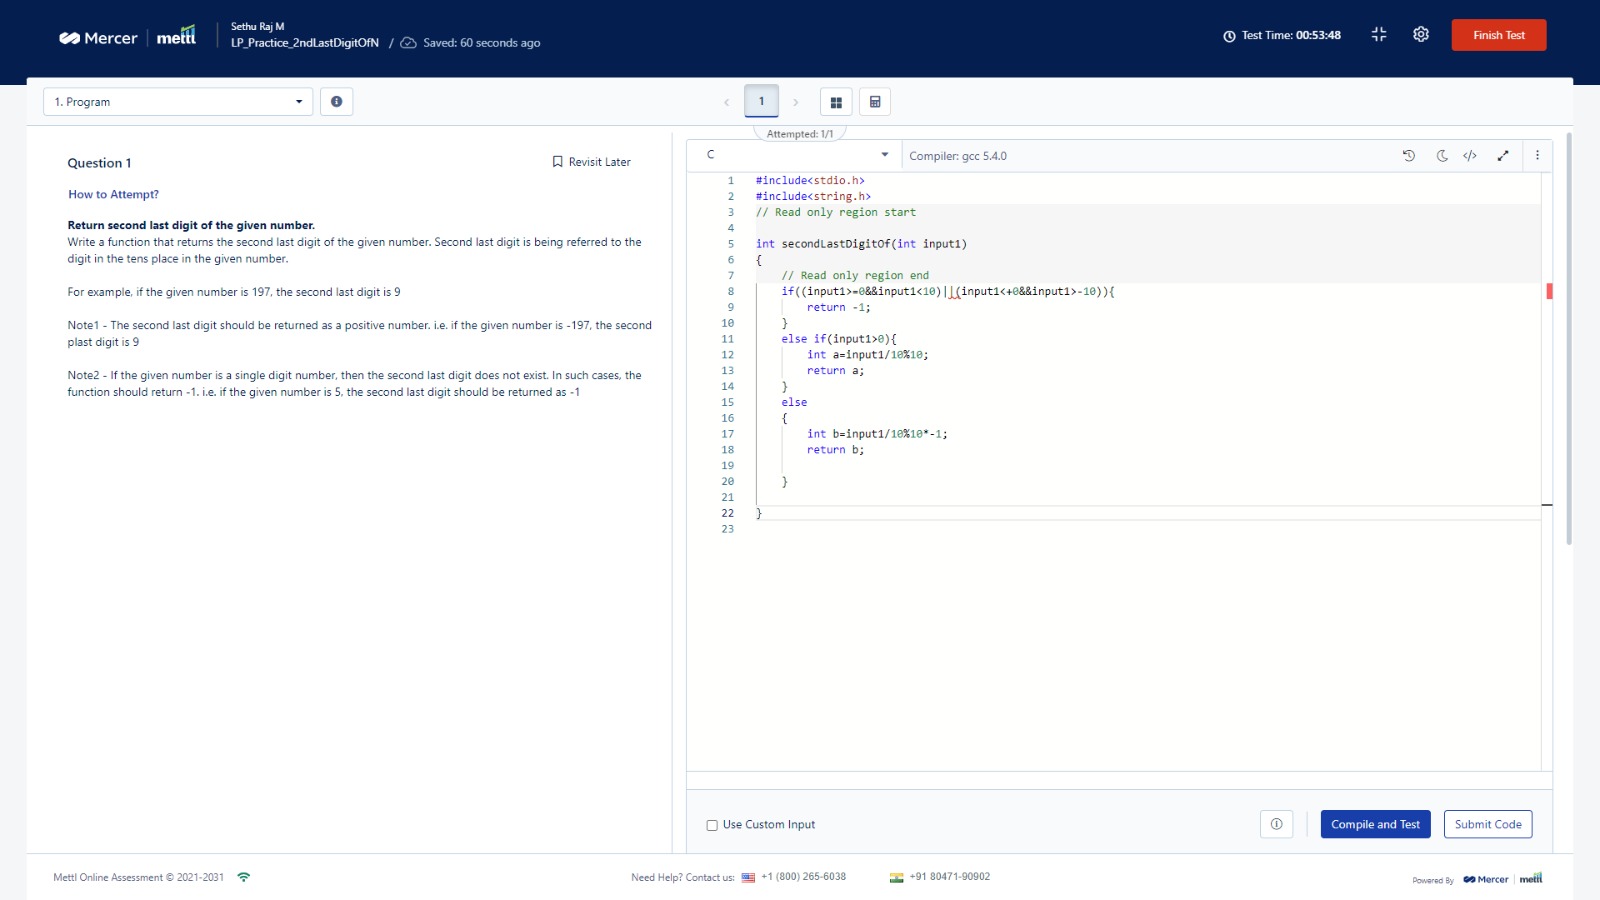 Mercer | mettl
Sethu Raj M
LP_Practice_2ndLastDigitOfN / Saved: 60 seconds ago
Test Time: 00:53:48
Finish Test
1. Program
1
Attempted: 1/1
Question 1
Revisit Later
How to Attempt?
Return second last digit of the given number.
Write a function that returns the second last digit of the given number. Second last digit is being referred to the
digit in the tens place in the given number.
For example, if the given number is 197, the second last digit is 9
Note1 - The second last digit should be returned as a positive number. i.e. if the given number is -197, the second
plast digit is 9
Note2 - If the given number is a single digit number, then the second last digit does not exist. In such cases, the
function should return -1. i.e. if the given number is 5, the second last digit should be returned as -1
C
Compiler: gcc 5.4.0
1 #include<stdio.h>
2 #include<string.h>
3 // Read only region start
4
5 int secondLastDigitOf(int input1)
6 {
7     // Read only region end
8     if((input1>=0&&input1<10)||(input1<+0&&input1>-10)){
9         return -1;
10     }
11     else if(input1>0){
12         int a=input1/10%10;
13         return a;
14     }
15     else
16     {
17         int b=input1/10%10*-1;
18         return b;
19
20     }
21
22 }
23
Use Custom Input
Compile and Test
Submit Code
Mettl Online Assessment © 2021-2031
Need Help? Contact us: +1 (800) 265-6038
+91 80471-90902
Powered By Mercer | mettl